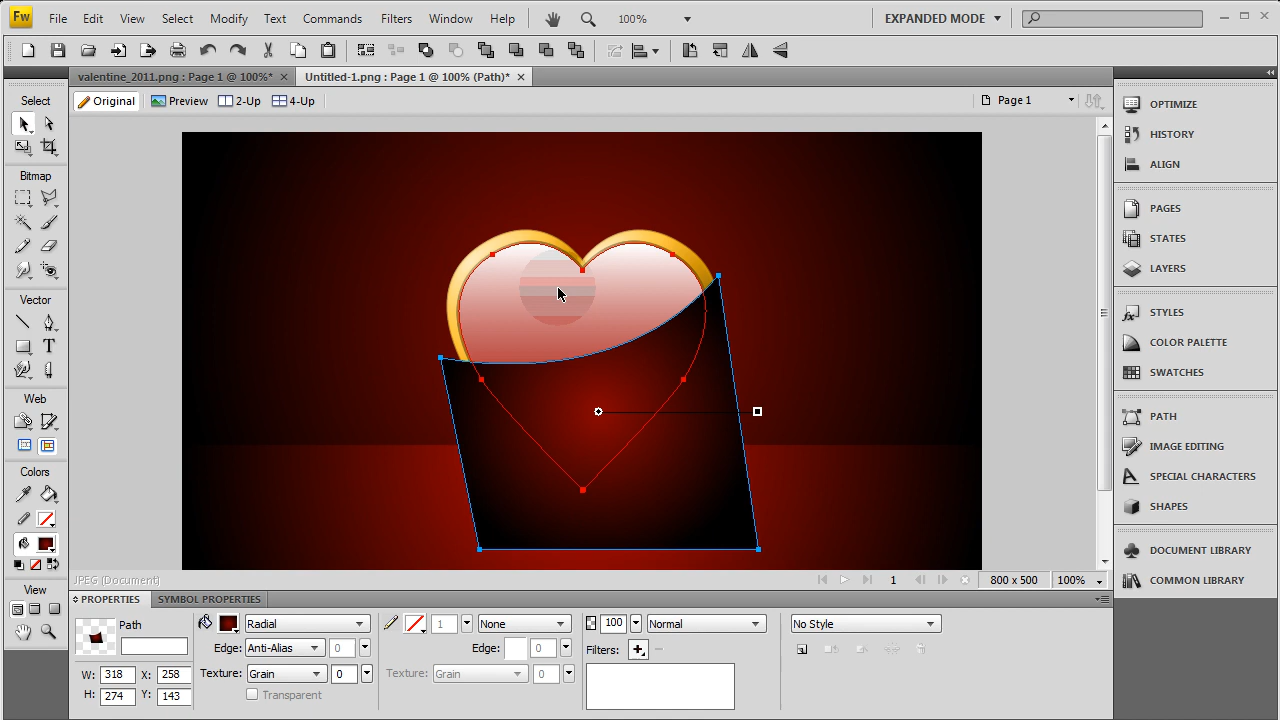 Fw File Edit View Select Modify Text Commands Filters Window Help 100% EXPANDED MODE
valentine_2011.png : Page 1 @ 100%* Untitled-1.png : Page 1 @ 100% (Path)*
Original Preview 2-Up 4-Up Page 1
Select
Bitmap
Vector
T
Web
Colors
View
OPTIMIZE
HISTORY
ALIGN
PAGES
STATES
LAYERS
STYLES
COLOR PALETTE
SWATCHES
PATH
IMAGE EDITING
SPECIAL CHARACTERS
SHAPES
DOCUMENT LIBRARY
COMMON LIBRARY
JPEG (Document) 1 800 x 500 100%
PROPERTIES SYMBOL PROPERTIES
Path Radial 1 None 100 Normal No Style
Edge: Anti-Alias 0 Edge: 0 Filters:
W: 318 X: 258 Texture: Grain 0 Texture: Grain 0
H: 274 Y: 143 Transparent